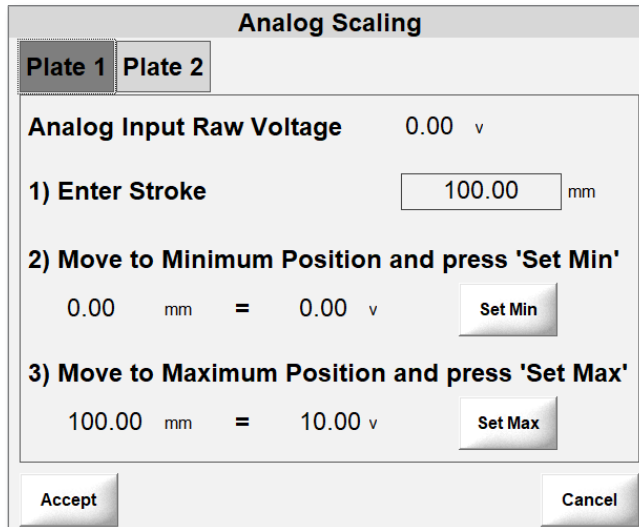 Analog Scaling
Plate 1 Plate 2
Analog Input Raw Voltage 0.00 v
1) Enter Stroke 100.00 mm
2) Move to Minimum Position and press 'Set Min'
0.00 mm = 0.00 v Set Min
3) Move to Maximum Position and press 'Set Max'
100.00 mm = 10.00 v Set Max
Accept Cancel